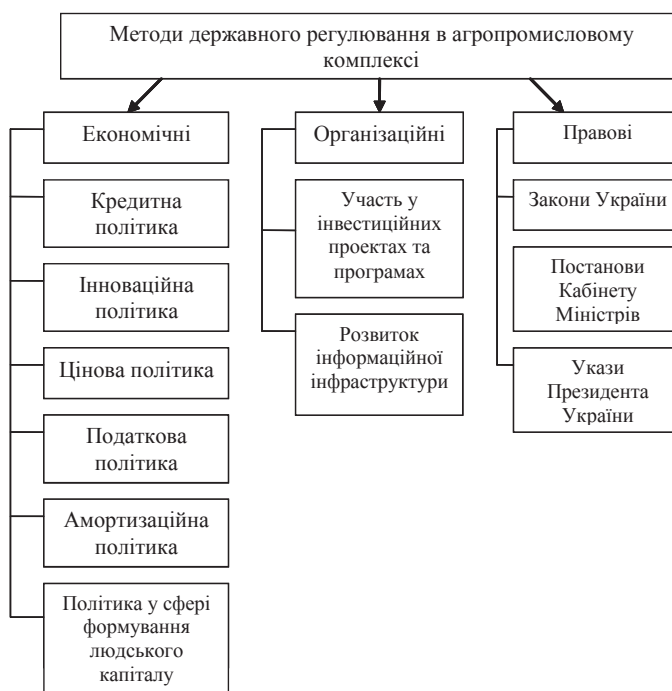 Методи державного регулювання в агропромисловому
комплексі
Економічні
Кредитна
політика
Інноваційна
політика
Цінова політика
Податкова
політика
Амортизаційна
політика
Політика у сфері
формування
людського
капіталу
Організаційні
Участь у
інвестиційних
проектах та
програмах
Розвиток
інформаційної
інфраструктури
Правові
Закони України
Постанови
Кабінету
Міністрів
Укази
Президента
України